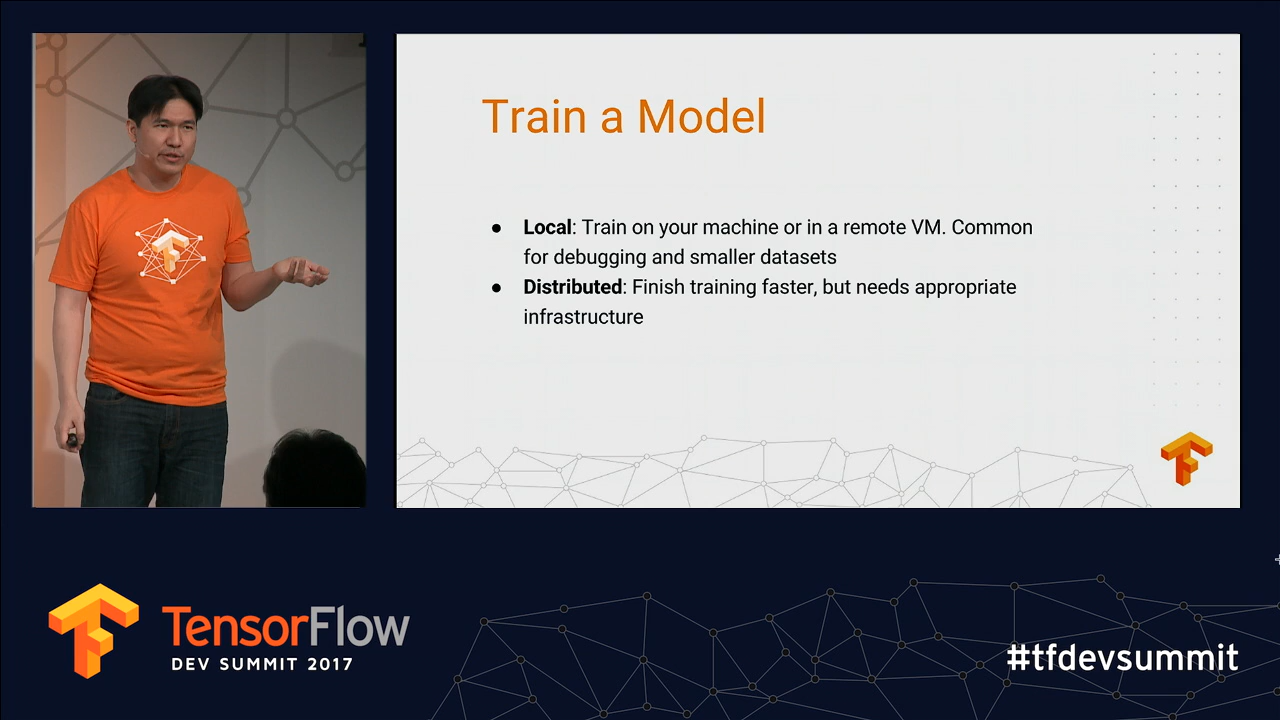 Train a Model
● Local: Train on your machine or in a remote VM. Common
for debugging and smaller datasets
● Distributed: Finish training faster, but needs appropriate
infrastructure
TensorFlow
DEV SUMMIT 2017
#tfdevsummit